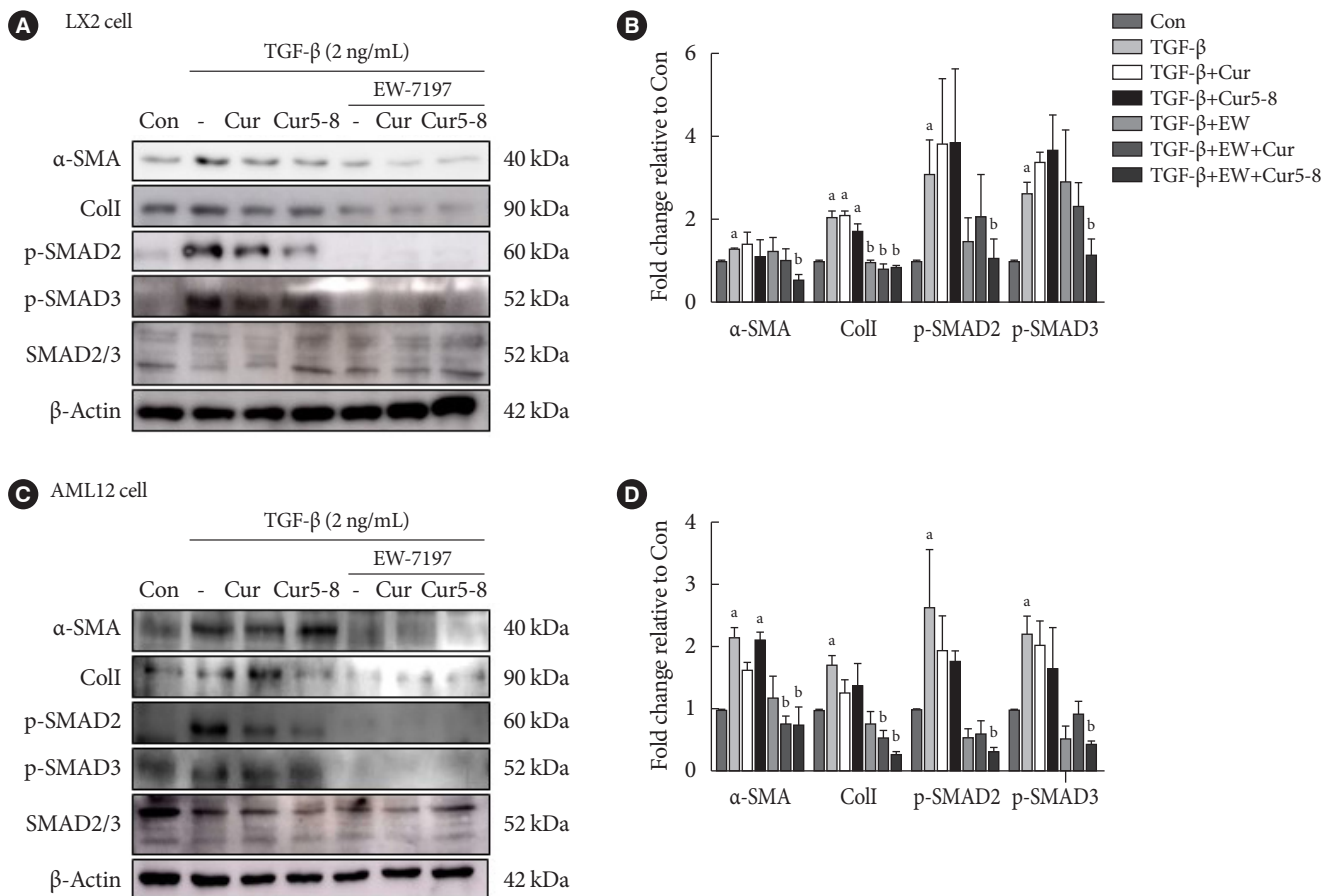 A
LX2 cell
TGF-β (2 ng/mL)
EW-7197
Con - Cur Cur5-8 - Cur Cur5-8
α-SMA 40 kDa
ColI 90 kDa
p-SMAD2 60 kDa
p-SMAD3 52 kDa
SMAD2/3 52 kDa
β-Actin 42 kDa
B
Fold change relative to Con
6
4
2
0
a a a a a a
b b b b b b
α-SMA ColI p-SMAD2 p-SMAD3
Con
TGF-β
TGF-β+Cur
TGF-β+Cur5-8
TGF-β+EW
TGF-β+EW+Cur
TGF-β+EW+Cur5-8
C
AML12 cell
TGF-β (2 ng/mL)
EW-7197
Con - Cur Cur5-8 - Cur Cur5-8
α-SMA 40 kDa
ColI 90 kDa
p-SMAD2 60 kDa
p-SMAD3 52 kDa
SMAD2/3 52 kDa
β-Actin 42 kDa
D
Fold change relative to Con
4
3
2
1
0
a a a a a
b b b b b b
α-SMA ColI p-SMAD2 p-SMAD3